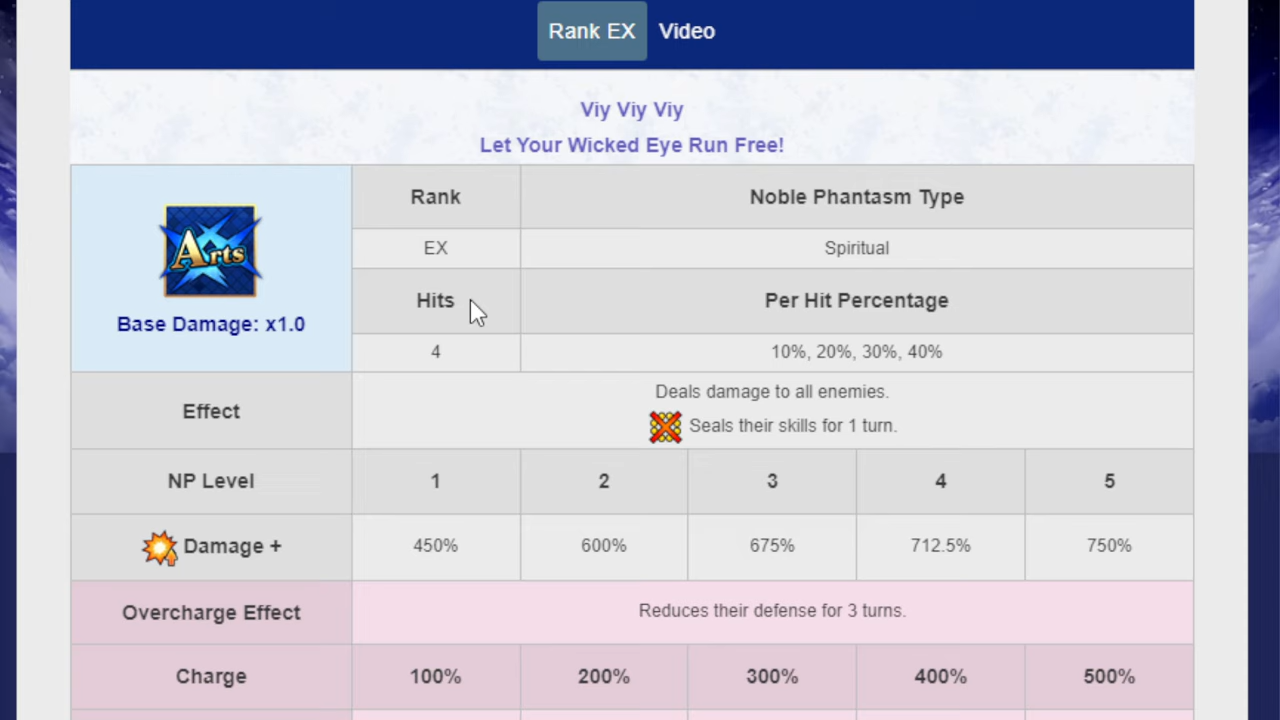 Rank EX Video
Viy Viy Viy
Let Your Wicked Eye Run Free!
Rank Noble Phantasm Type
Arts
EX Spiritual
Hits Per Hit Percentage
Base Damage: x1.0
4 10%, 20%, 30%, 40%
Effect
Deals damage to all enemies.
Seals their skills for 1 turn.
NP Level 1 2 3 4 5
Damage + 450% 600% 675% 712.5% 750%
Overcharge Effect Reduces their defense for 3 turns.
Charge 100% 200% 300% 400% 500%